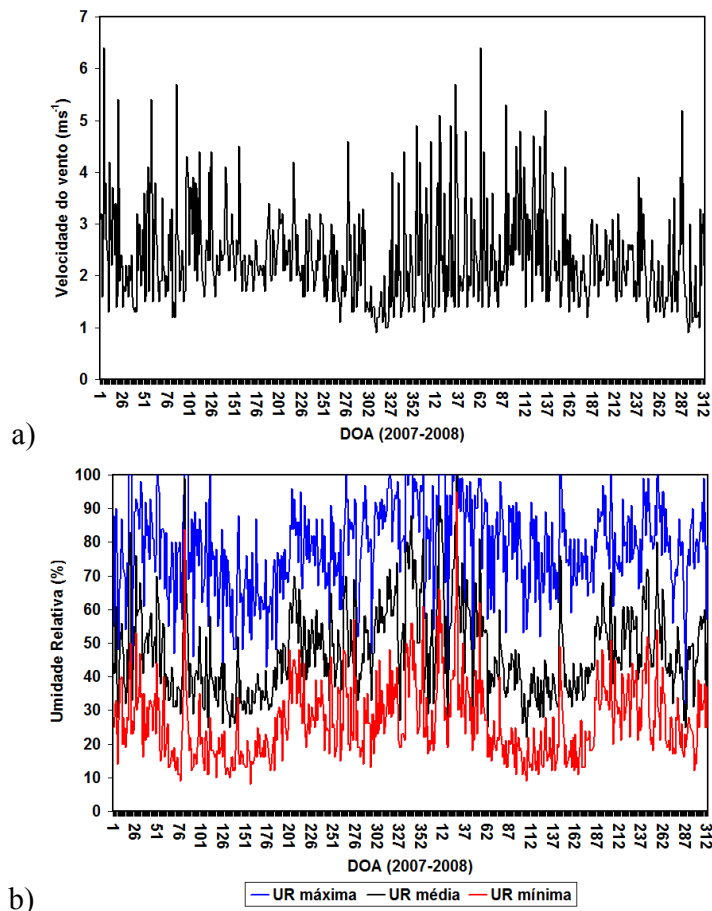 7
6
5
4
3
2
1
0
Velocidade do vento (ms-1)
1 26 51 76 101 126 151 176 201 226 251 276 302 327 352 12 37 62 87 112 137 162 187 212 237 262 287 312
DOA (2007-2008)
a)
100
90
80
70
60
50
40
30
20
10
0
Umidade Relativa (%)
1 26 51 76 101 126 151 176 201 226 251 276 302 327 352 12 37 62 87 112 137 162 187 212 237 262 287 312
DOA (2007-2008)
b)
UR máxima UR média UR mínima